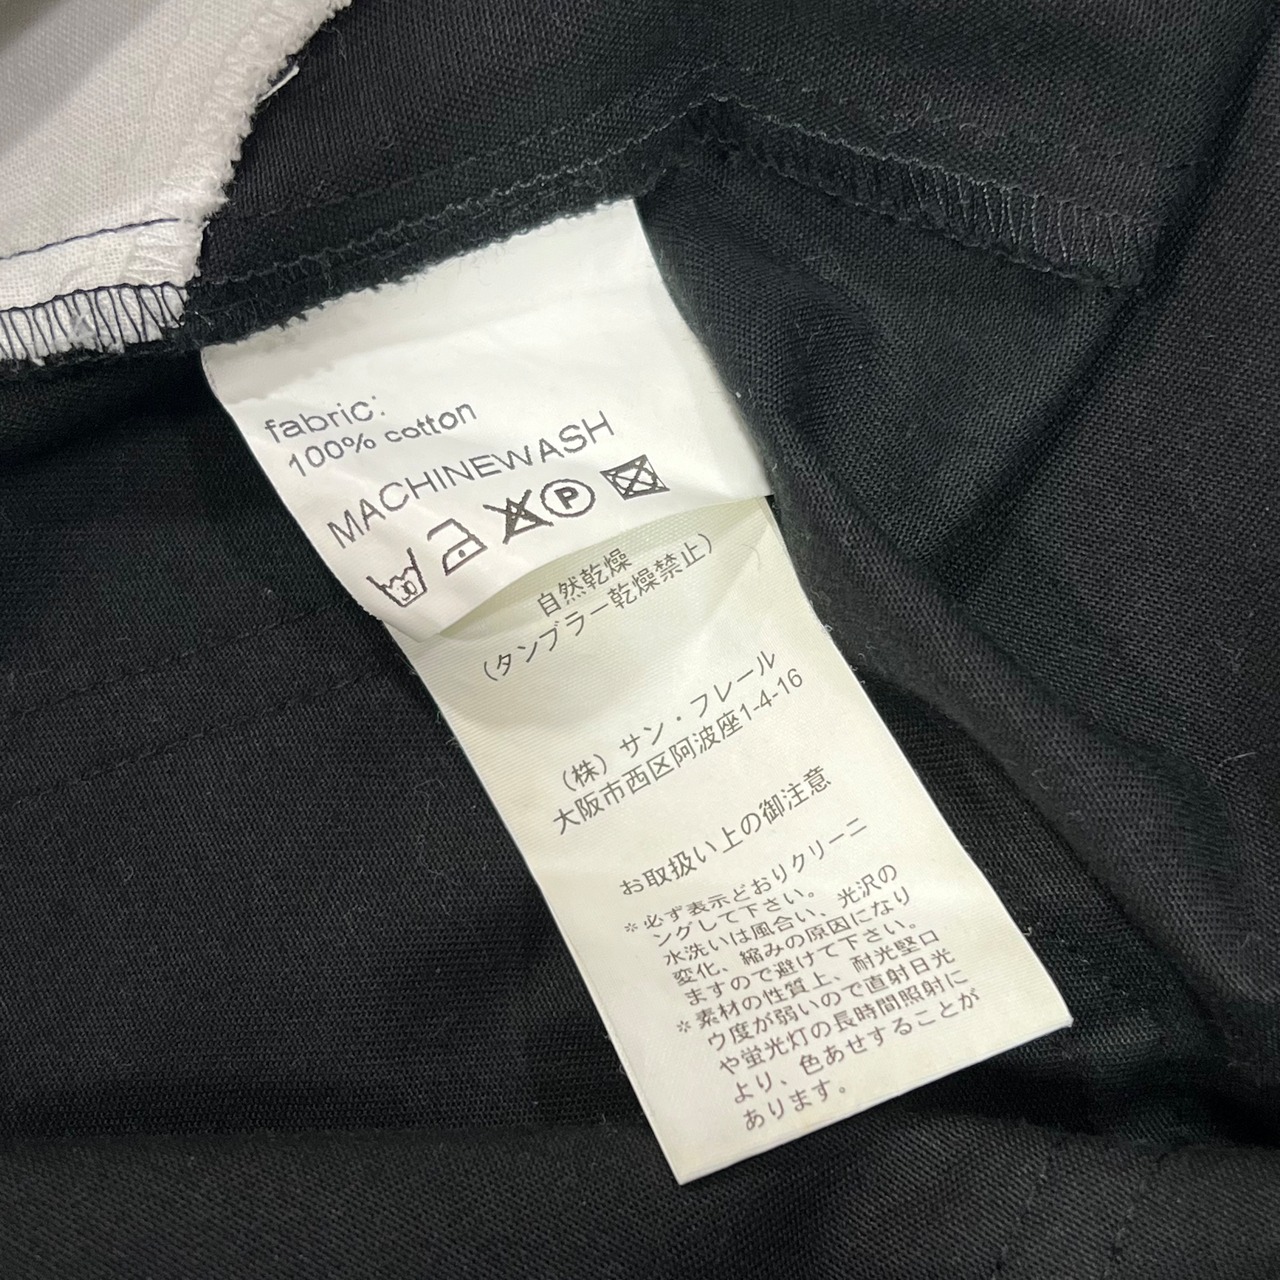 fabric:
100% cotton
MACHINEWASH
30
P
自然乾燥
（タンブラー乾燥禁止）
（株）サン・フレール
大阪市西区阿波座1-4-16
お取扱い上の御注意
※必ず表示どおりクリーニ
ングして下さい。
水洗いは風合い、光沢の
変化、縮みの原因になり
ますので避けて下さい。
※素材の性質上、耐光堅ロ
ウ度が弱いので直射日光
や蛍光灯の長時間照射に
より、色あせすることが
あります。